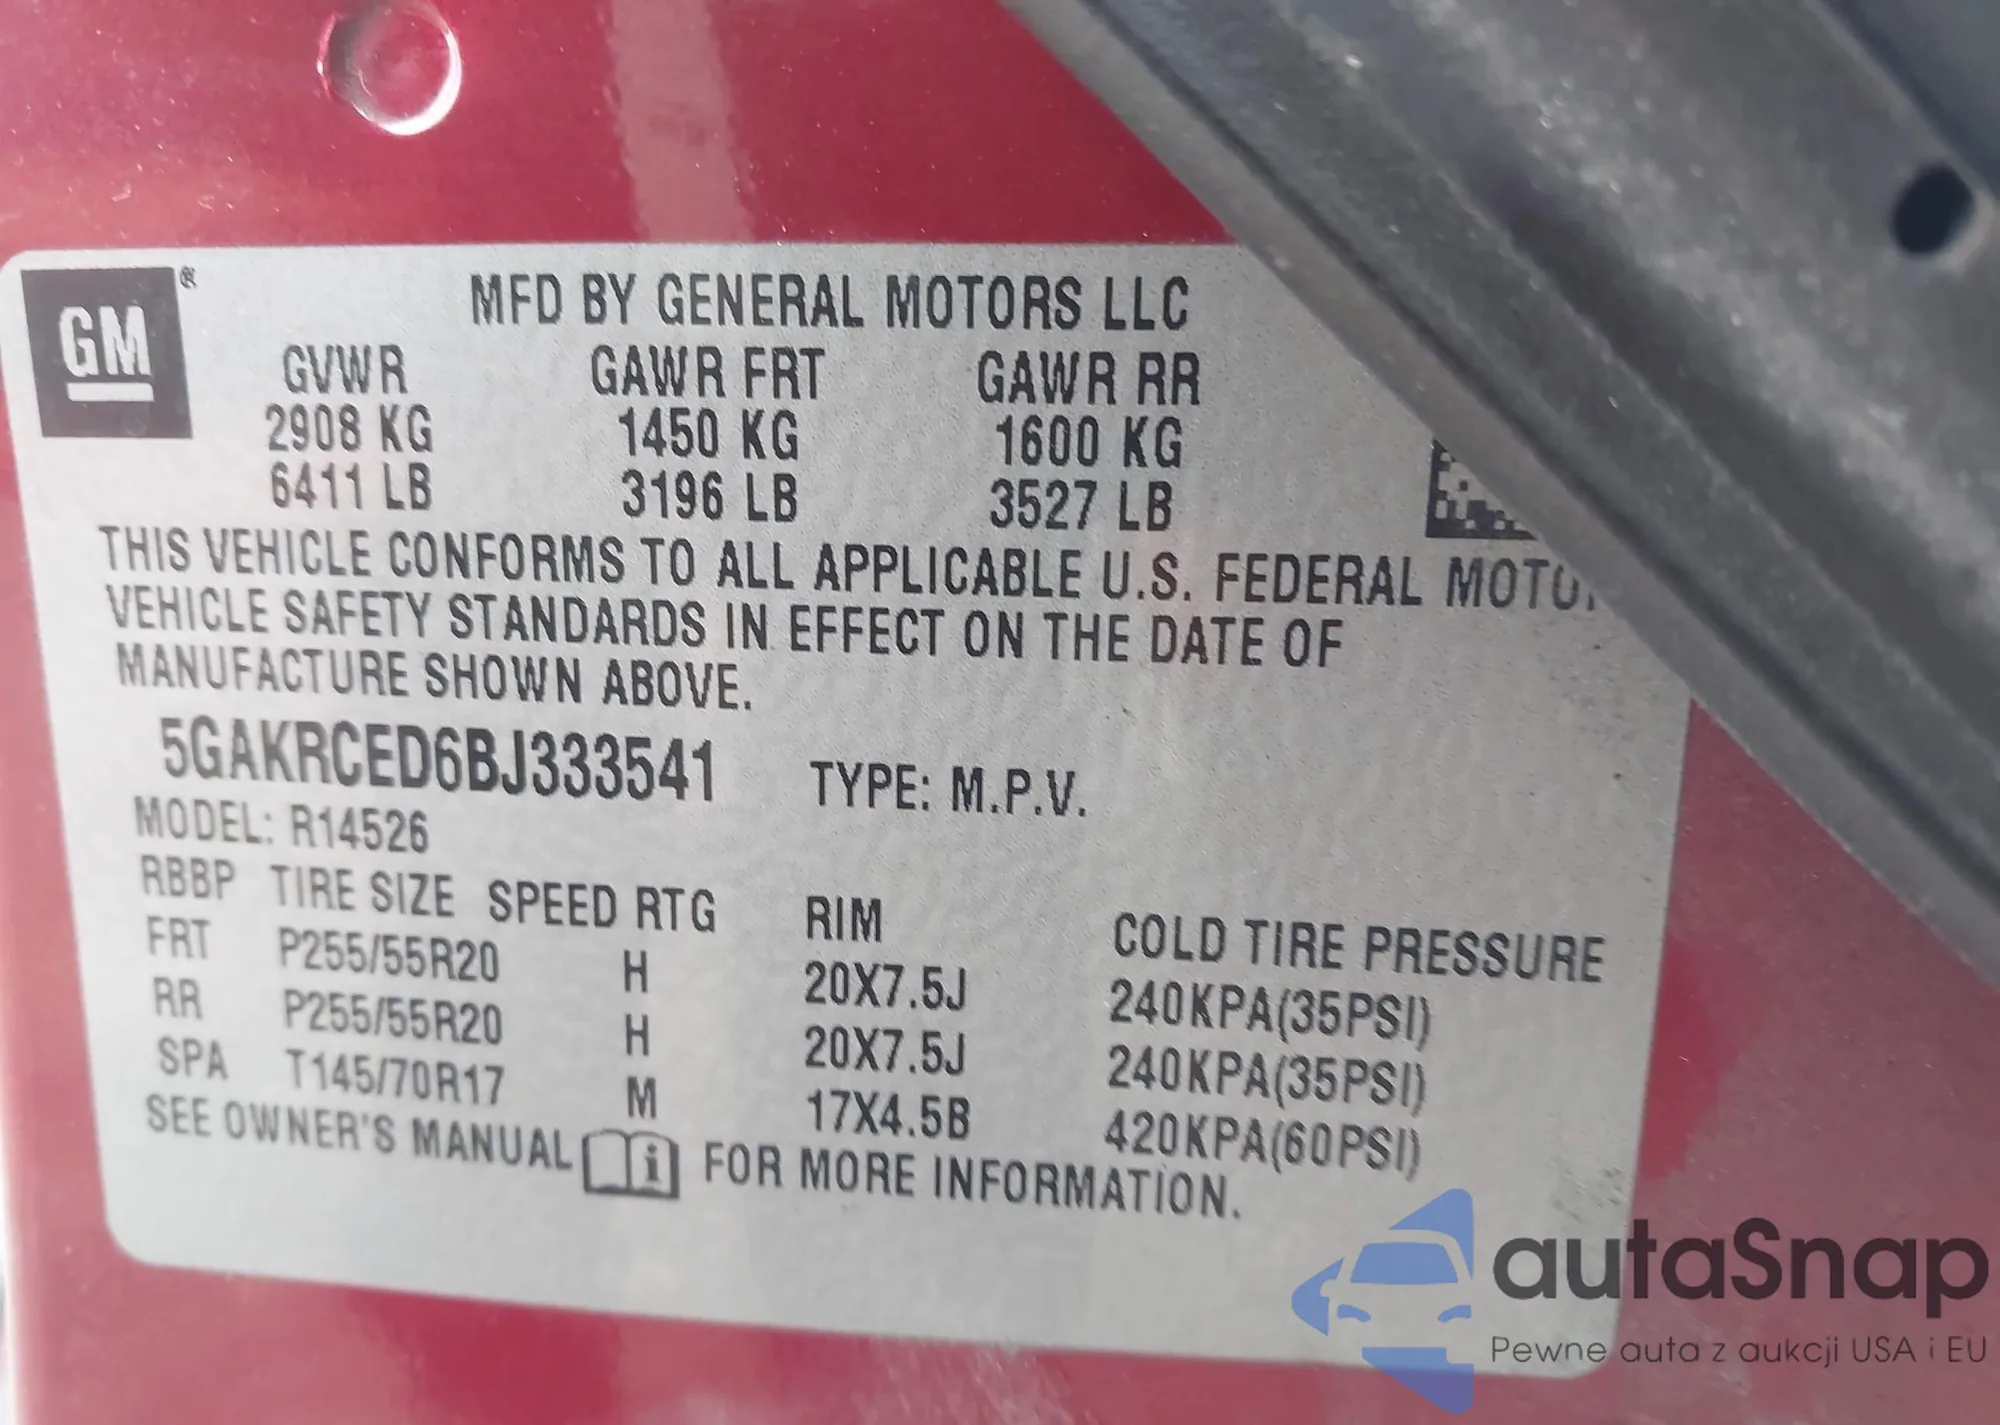 GM ®
MFD BY GENERAL MOTORS LLC
GVWR GAWR FRT GAWR RR
2908 KG 1450 KG 1600 KG
6411 LB 3196 LB 3527 LB
THIS VEHICLE CONFORMS TO ALL APPLICABLE U.S. FEDERAL
VEHICLE SAFETY STANDARDS IN EFFECT ON THE DATE OF
MANUFACTURE SHOWN ABOVE.
5GAKRCED6BJ333541 TYPE: M.P.V.
MODEL: R14526
RBBP TIRE SIZE SPEED RTG RIM COLD TIRE PRESSURE
FRT P255/55R20 H 20X7.5J 240KPA(35PSI)
RR P255/55R20 H 20X7.5J 240KPA(35PSI)
SPA T145/70R17 M 17X4.5B 420KPA(60PSI)
SEE OWNER'S MANUAL i FOR MORE INFORMATION.
autaSnap
Pewne auta z aukcji USA i EU